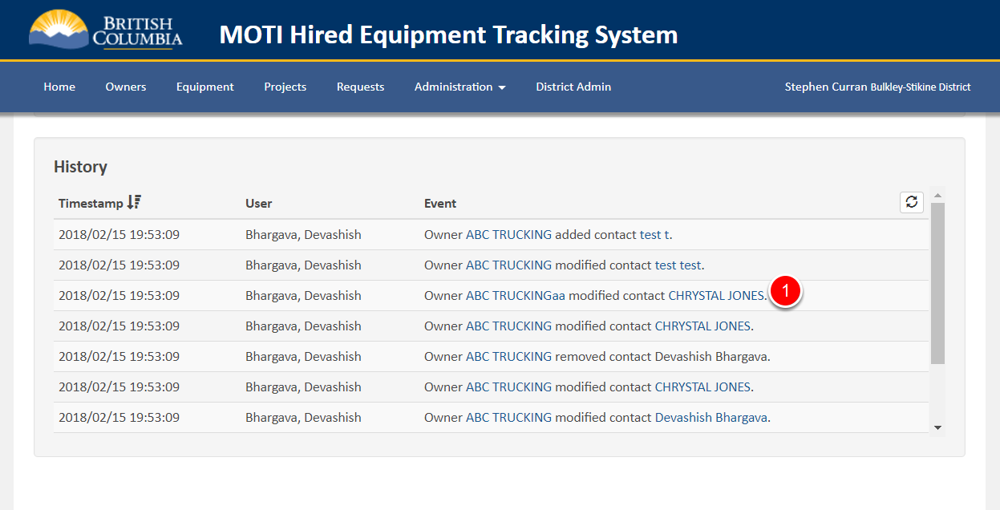 BRITISH
COLUMBIA
MOTI Hired Equipment Tracking System
Home Owners Equipment Projects Requests Administration District Admin Stephen Curran Bulkley-Stikine District
History
Timestamp User Event
2018/02/15 19:53:09 Bhargava, Devashish Owner ABC TRUCKING added contact test t.
2018/02/15 19:53:09 Bhargava, Devashish Owner ABC TRUCKING modified contact test test.
2018/02/15 19:53:09 Bhargava, Devashish Owner ABC TRUCKINGaa modified contact CHRYSTAL JONES. 1
2018/02/15 19:53:09 Bhargava, Devashish Owner ABC TRUCKING modified contact CHRYSTAL JONES.
2018/02/15 19:53:09 Bhargava, Devashish Owner ABC TRUCKING removed contact Devashish Bhargava.
2018/02/15 19:53:09 Bhargava, Devashish Owner ABC TRUCKING modified contact CHRYSTAL JONES.
2018/02/15 19:53:09 Bhargava, Devashish Owner ABC TRUCKING modified contact Devashish Bhargava.